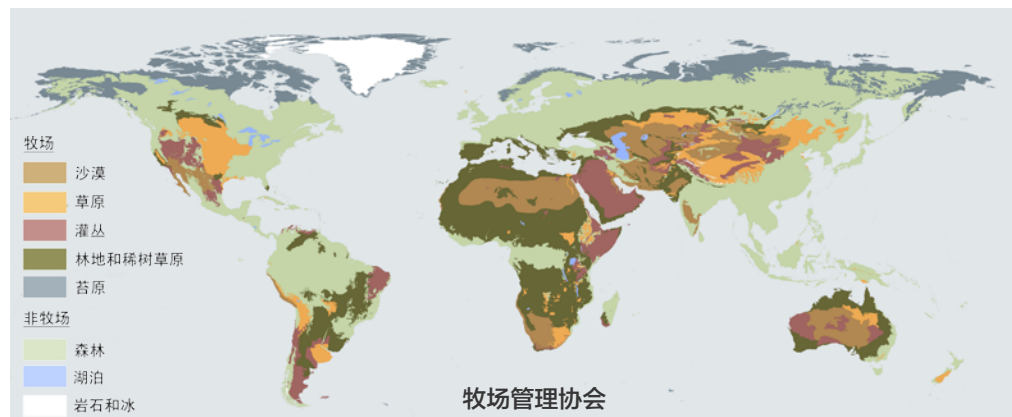 牧场
沙漠
草原
灌丛
林地和稀树草原
苔原
非牧场
森林
湖泊
岩石和冰
牧场管理协会